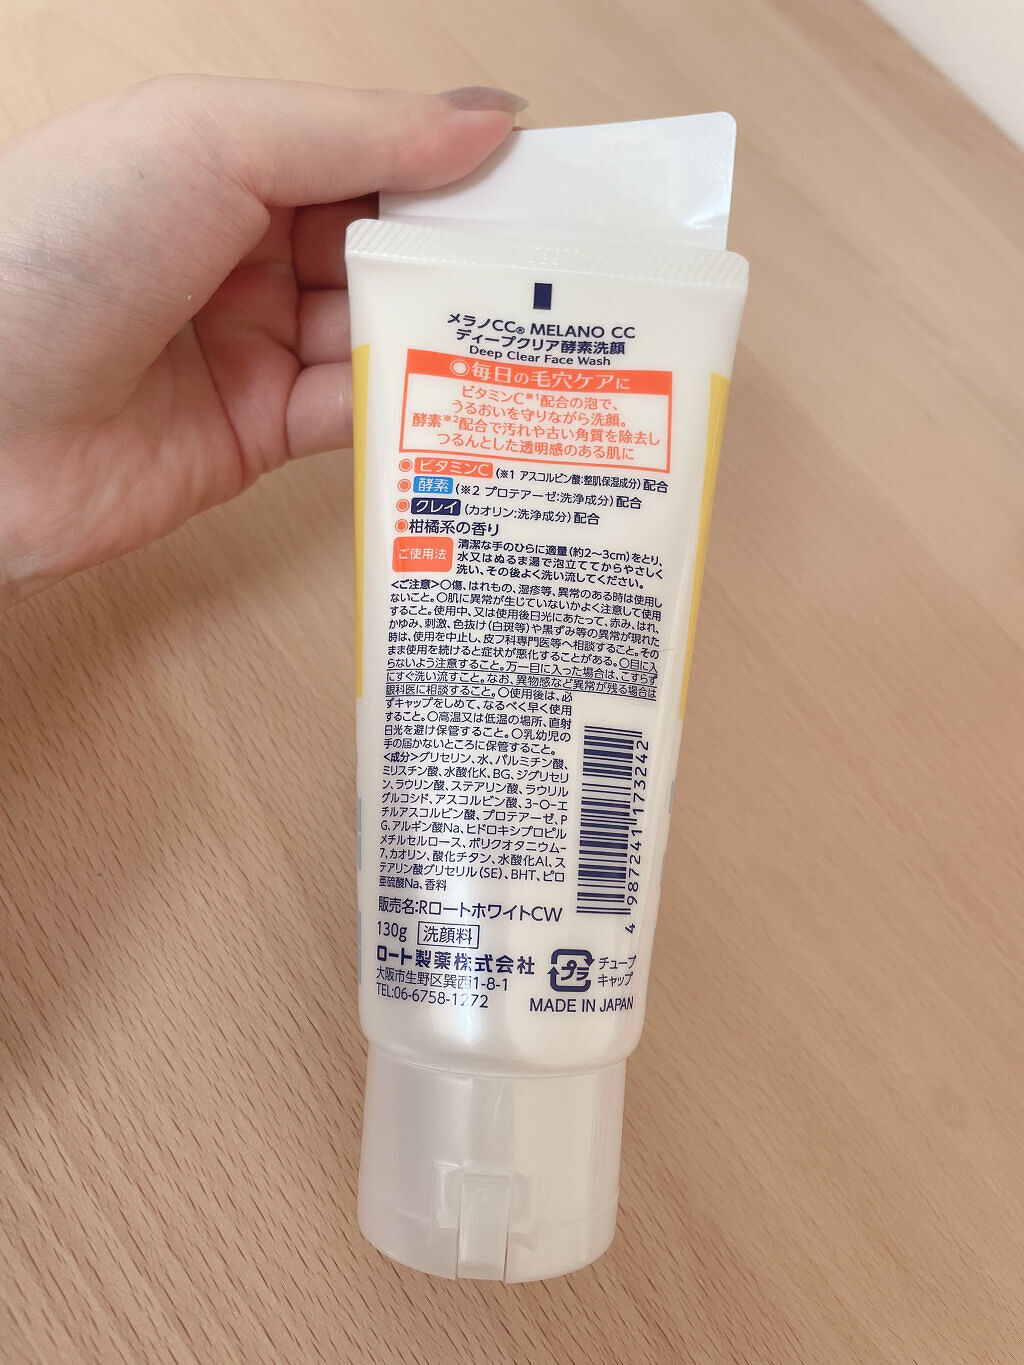 メラノCC® MELANO CC
ディープクリア酵素洗顔
Deep Clear Face Wash
◉毎日の毛穴ケアに
ビタミンC※1配合の泡で、
うるおいを守りながら洗顔。
酵素※2配合で汚れや古い角質を除去し
つるんとした透明感のある肌に
◉ビタミンC(※1 アスコルビン酸:整肌保湿成分)配合
◉酵素(※2 プロテアーゼ:洗浄成分)配合
◉クレイ(カオリン:洗浄成分)配合
◉柑橘系の香り
ご使用法
清潔な手のひらに適量(約2〜3cm)をとり、
水又はぬるま湯で泡立ててからやさしく
洗い、その後よく洗い流してください。
<ご注意>○傷、はれもの、湿疹等、異常のある時は使用し
ないこと。○肌に異常が生じていないかよく注意して使用
すること。使用中、又は使用後日光にあたって、赤み、はれ、
かゆみ、刺激、色抜け(白斑等)や黒ずみ等の異常が現れた
時は、使用を中止し、皮フ科専門医等へ相談すること。その
まま使用を続けると症状が悪化することがある。○目に入
らないよう注意すること。万一目に入った場合は、こすらず
にすぐ洗い流すこと。なお、異物感など異常が残る場合は
眼科医に相談すること。○使用後は、必
ずキャップをしめて、なるべく早く使用
すること。○高温又は低温の場所、直射
日光を避け保管すること。○乳幼児の
手の届かないところに保管すること。
<成分>グリセリン、水、パルミチン酸、
ミリスチン酸、水酸化K、BG、ジグリセリ
ン、ラウリン酸、ステアリン酸、ラウリル
グルコシド、アスコルビン酸、3-O-エ
チルアスコルビン酸、プロテアーゼ、P
G、アルギン酸Na、ヒドロキシプロピル
メチルセルロース、ポリクオタニウム-
7、カオリン、酸化チタン、水酸化Al、ス
テアリン酸グリセリル(SE)、BHT、ピロ
亜硫酸Na、香料
4 987241 173242
販売名:RロートホワイトCW
130g 洗顔料
ロート製薬株式会社
大阪市生野区巽西1-8-1
TEL:06-6758-1272
プラ
チューブ
キャップ
MADE IN JAPAN